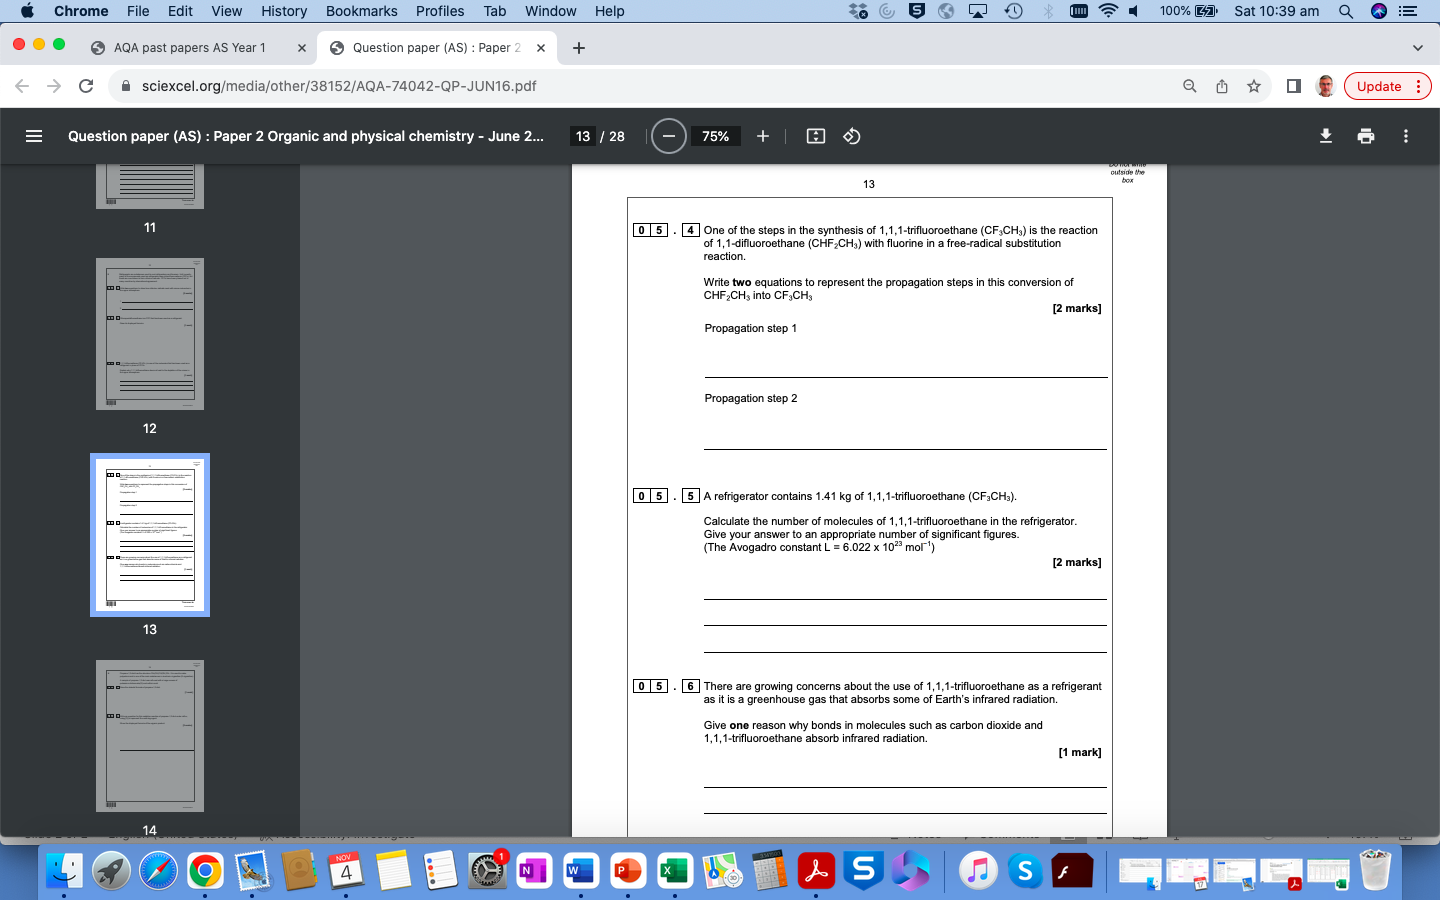 Chrome File Edit View History Bookmarks Profiles Tab Window Help 100% Sat 10:39 am
AQA past papers AS Year 1
Question paper (AS) : Paper 2
sciexcel.org/media/other/38152/AQA-74042-QP-JUN16.pdf
Update
Question paper (AS) : Paper 2 Organic and physical chemistry - June 2...
13 / 28
75%
11
12
13
14
outside the
box
13
0 5 . 4 One of the steps in the synthesis of 1,1,1-trifluoroethane (CF₃CH₃) is the reaction
of 1,1-difluoroethane (CHF₂CH₃) with fluorine in a free-radical substitution
reaction.
Write two equations to represent the propagation steps in this conversion of
CHF₂CH₃ into CF₃CH₃
[2 marks]
Propagation step 1
Propagation step 2
0 5 . 5 A refrigerator contains 1.41 kg of 1,1,1-trifluoroethane (CF₃CH₃).
Calculate the number of molecules of 1,1,1-trifluoroethane in the refrigerator.
Give your answer to an appropriate number of significant figures.
(The Avogadro constant L = 6.022 x 10²³ mol⁻¹)
[2 marks]
0 5 . 6 There are growing concerns about the use of 1,1,1-trifluoroethane as a refrigerant
as it is a greenhouse gas that absorbs some of Earth's infrared radiation.
Give one reason why bonds in molecules such as carbon dioxide and
1,1,1-trifluoroethane absorb infrared radiation.
[1 mark]
NOV
4
1
N
W
P
X
S
S
17